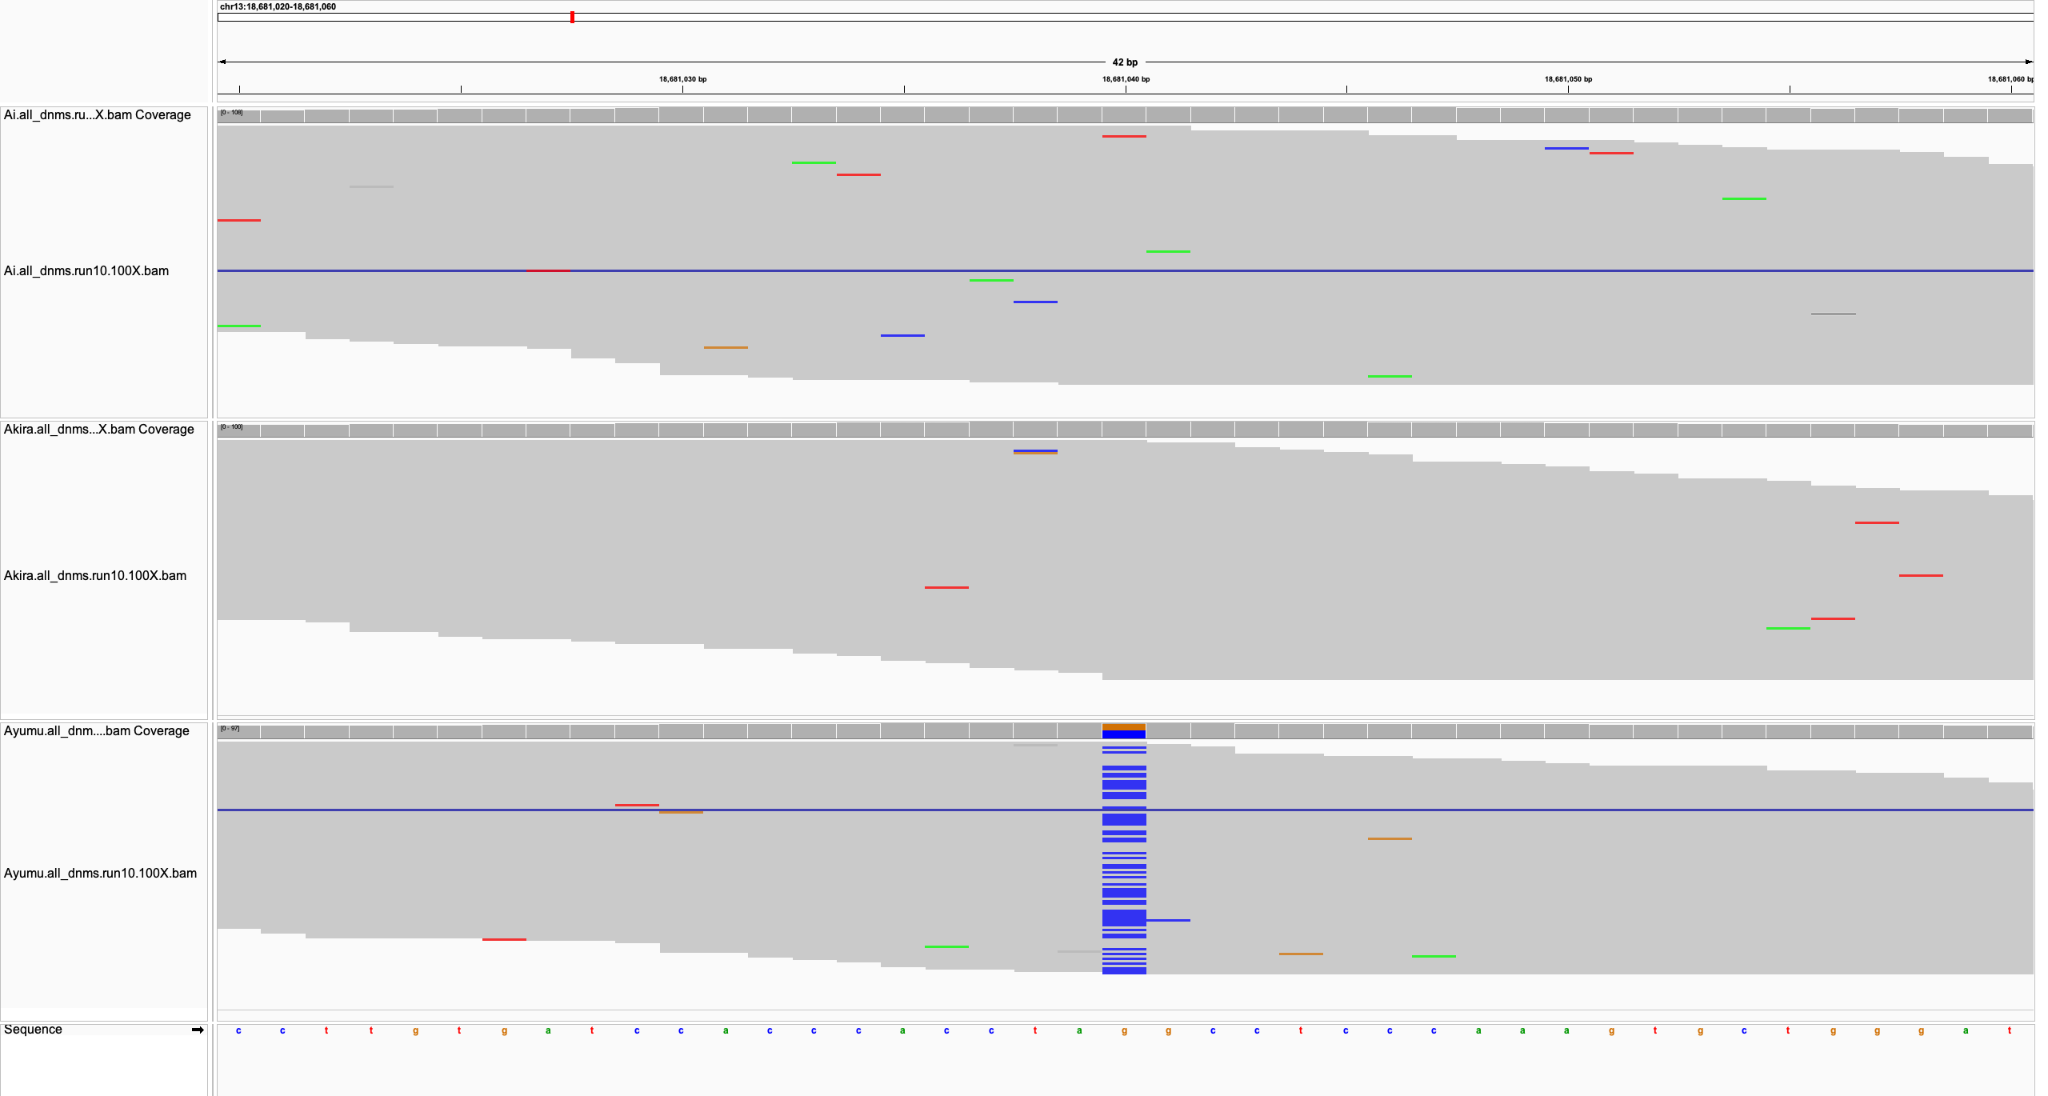 chr13:18,681,020-18,681,060
42 bp
18,681,030 bp 18,681,040 bp 18,681,050 bp 18,681,060 bp
Ai.all_dnms.ru...X.bam Coverage
[0 - 108]
Ai.all_dnms.run10.100X.bam
Akira.all_dnms...X.bam Coverage
[0 - 100]
Akira.all_dnms.run10.100X.bam
Ayumu.all_dnm....bam Coverage
[0 - 97]
Ayumu.all_dnms.run10.100X.bam
Sequence c c t t g t g a t c c a c c c a c c t a g g c c t c c c a a a g t g c t g g g a t